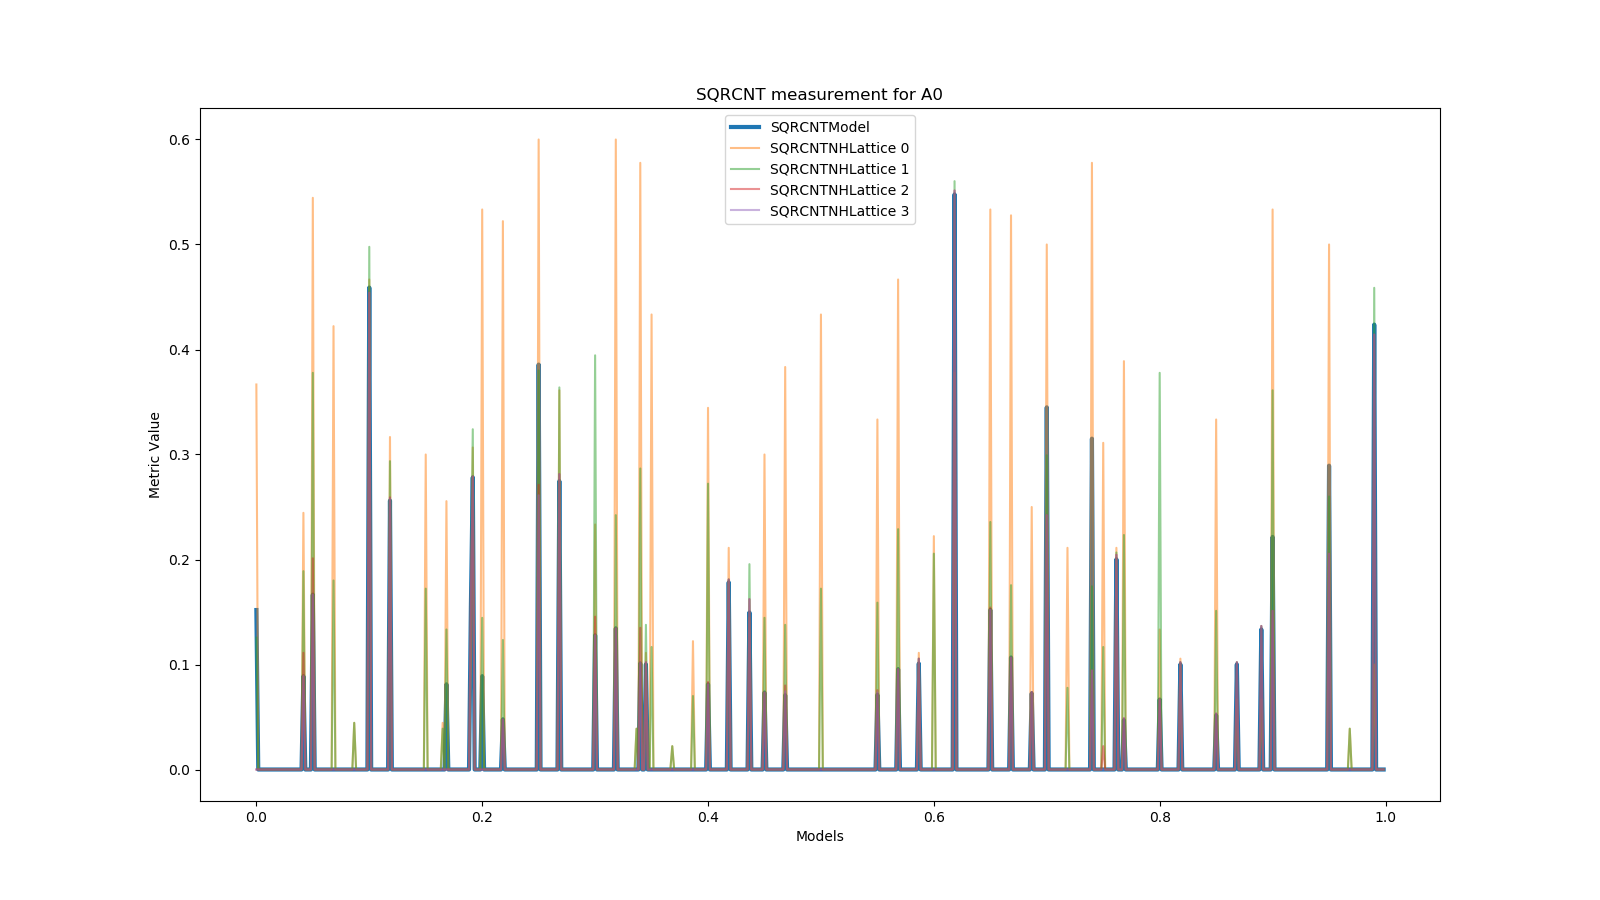 SQRCNT measurement for A0
SQRCNTModel
SQRCNTNHLattice 0
SQRCNTNHLattice 1
SQRCNTNHLattice 2
SQRCNTNHLattice 3
Metric Value
0.6
0.5
0.4
0.3
0.2
0.1
0.0
0.0 0.2 0.4 0.6 0.8 1.0
Models